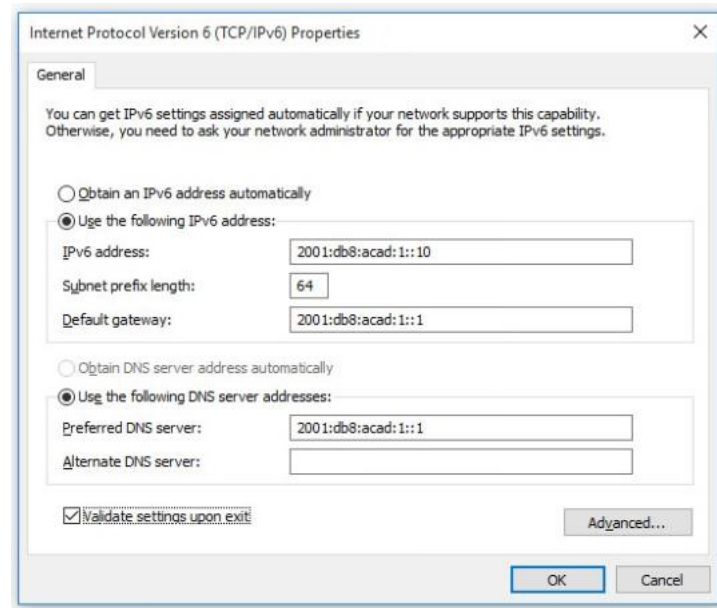 Internet Protocol Version 6 (TCP/IPv6) Properties
General
You can get IPv6 settings assigned automatically if your network supports this capability.
Otherwise, you need to ask your network administrator for the appropriate IPv6 settings.
Obtain an IPv6 address automatically
Use the following IPv6 address:
IPv6 address: 2001:db8:acad:1::10
Subnet prefix length: 64
Default gateway: 2001:db8:acad:1::1
Obtain DNS server address automatically
Use the following DNS server addresses:
Preferred DNS server: 2001:db8:acad:1::1
Alternate DNS server:
Validate settings upon exit
Advanced...
OK Cancel